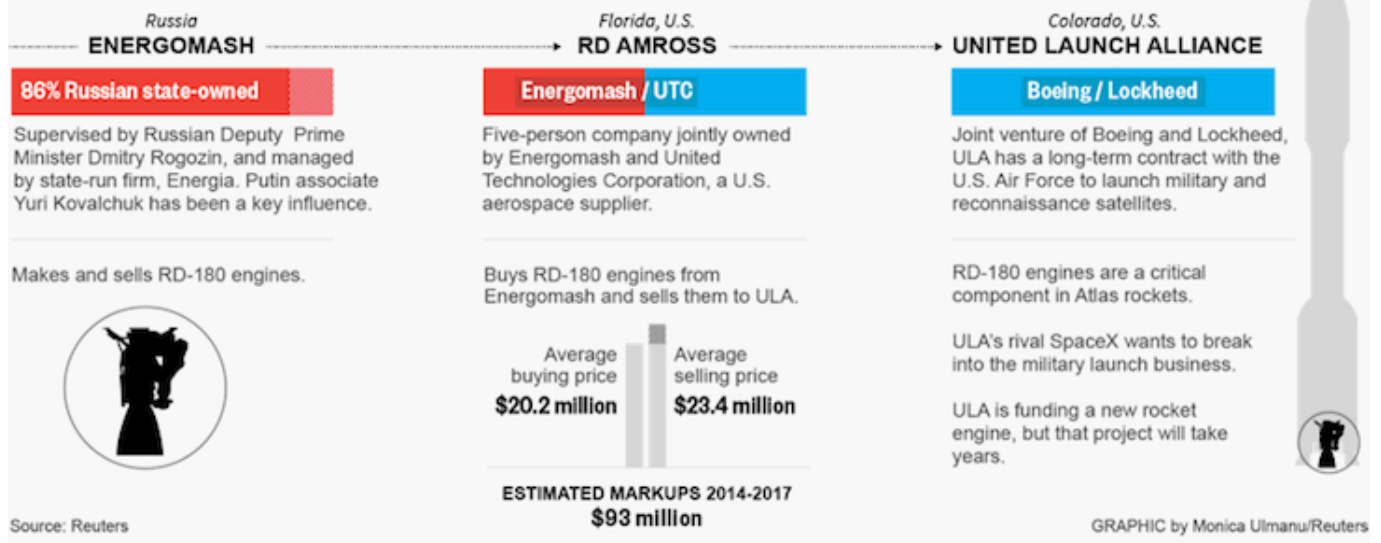 Russia
ENERGOMASH
86% Russian state-owned
Supervised by Russian Deputy Prime
Minister Dmitry Rogozin, and managed
by state-run firm, Energia. Putin associate
Yuri Kovalchuk has been a key influence.
Makes and sells RD-180 engines.
Florida, U.S.
RD AMROSS
Energomash / UTC
Five-person company jointly owned
by Energomash and United
Technologies Corporation, a U.S.
aerospace supplier.
Buys RD-180 engines from
Energomash and sells them to ULA.
Average
buying price
$20.2 million
Average
selling price
$23.4 million
ESTIMATED MARKUPS 2014-2017
$93 million
Colorado, U.S.
UNITED LAUNCH ALLIANCE
Boeing / Lockheed
Joint venture of Boeing and Lockheed,
ULA has a long-term contract with the
U.S. Air Force to launch military and
reconnaissance satellites.
RD-180 engines are a critical
component in Atlas rockets.
ULA's rival SpaceX wants to break
into the military launch business.
ULA is funding a new rocket
engine, but that project will take
years.
Source: Reuters
GRAPHIC by Monica Ulmanu/Reuters